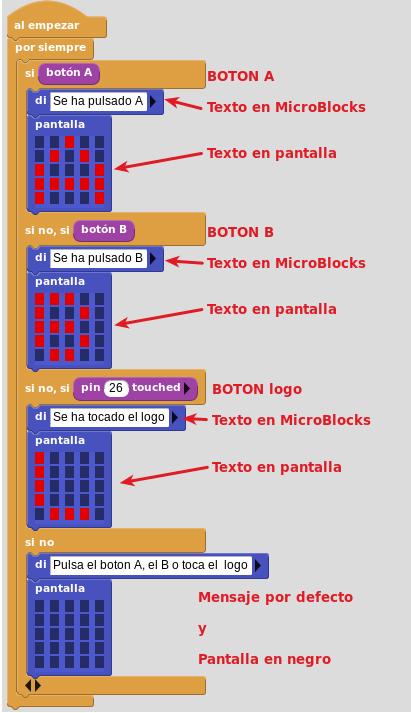 al empezar
por siempre
si botón A BOTON A
di Se ha pulsado A Texto en MicroBlocks
pantalla
Texto en pantalla
si no, si botón B BOTON B
di Se ha pulsado B Texto en MicroBlocks
pantalla
Texto en pantalla
si no, si pin 26 touched BOTON logo
di Se ha tocado el logo Texto en MicroBlocks
pantalla
Texto en pantalla
si no
di Pulsa el boton A, el B o toca el logo
pantalla
Mensaje por defecto
y
Pantalla en negro